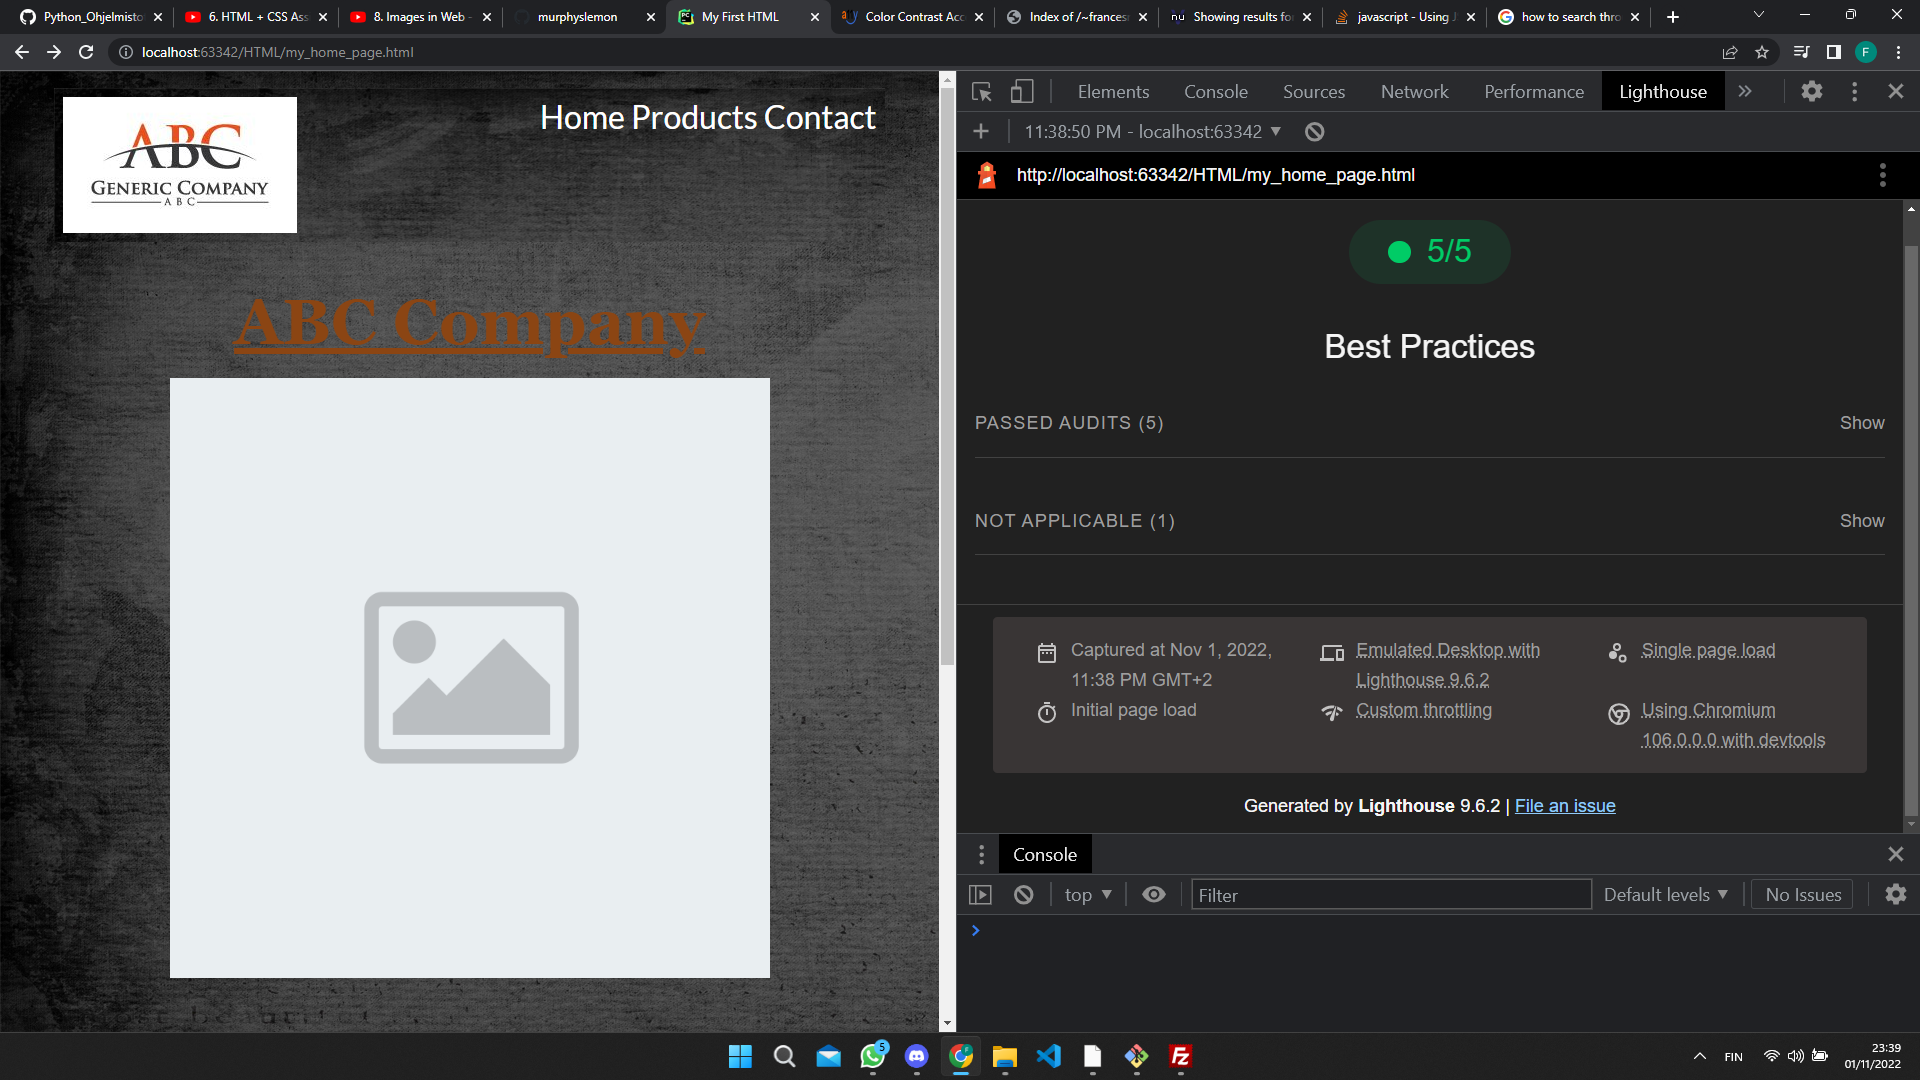 Python_Ohjelmisto
6. HTML + CSS Ass
8. Images in Web -
murphyslemon
My First HTML
Color Contrast Acc
Index of /~frances
Showing results fo
javascript - Using J
how to search thro
localhost:63342/HTML/my_home_page.html
F
ABC
GENERIC COMPANY
ABC
Home Products Contact
ABC Company
Elements Console Sources Network Performance Lighthouse
11:38:50 PM - localhost:63342
http://localhost:63342/HTML/my_home_page.html
5/5
Best Practices
PASSED AUDITS (5) Show
NOT APPLICABLE (1) Show
Captured at Nov 1, 2022,
11:38 PM GMT+2
Emulated Desktop with
Lighthouse 9.6.2
Single page load
Initial page load
Custom throttling
Using Chromium
106.0.0.0 with devtools
Generated by Lighthouse 9.6.2 | File an issue
Console
top Filter Default levels No Issues
5
FIN
23:39
01/11/2022